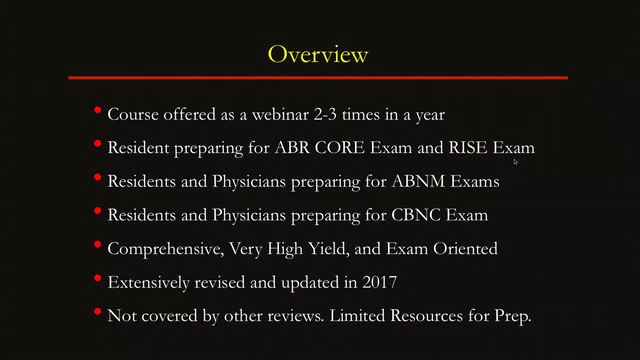 Overview
• Course offered as a webinar 2-3 times in a year
• Resident preparing for ABR CORE Exam and RISE Exam
• Residents and Physicians preparing for ABNM Exams
• Residents and Physicians preparing for CBNC Exam
• Comprehensive, Very High Yield, and Exam Oriented
• Extensively revised and updated in 2017
• Not covered by other reviews. Limited Resources for Prep.